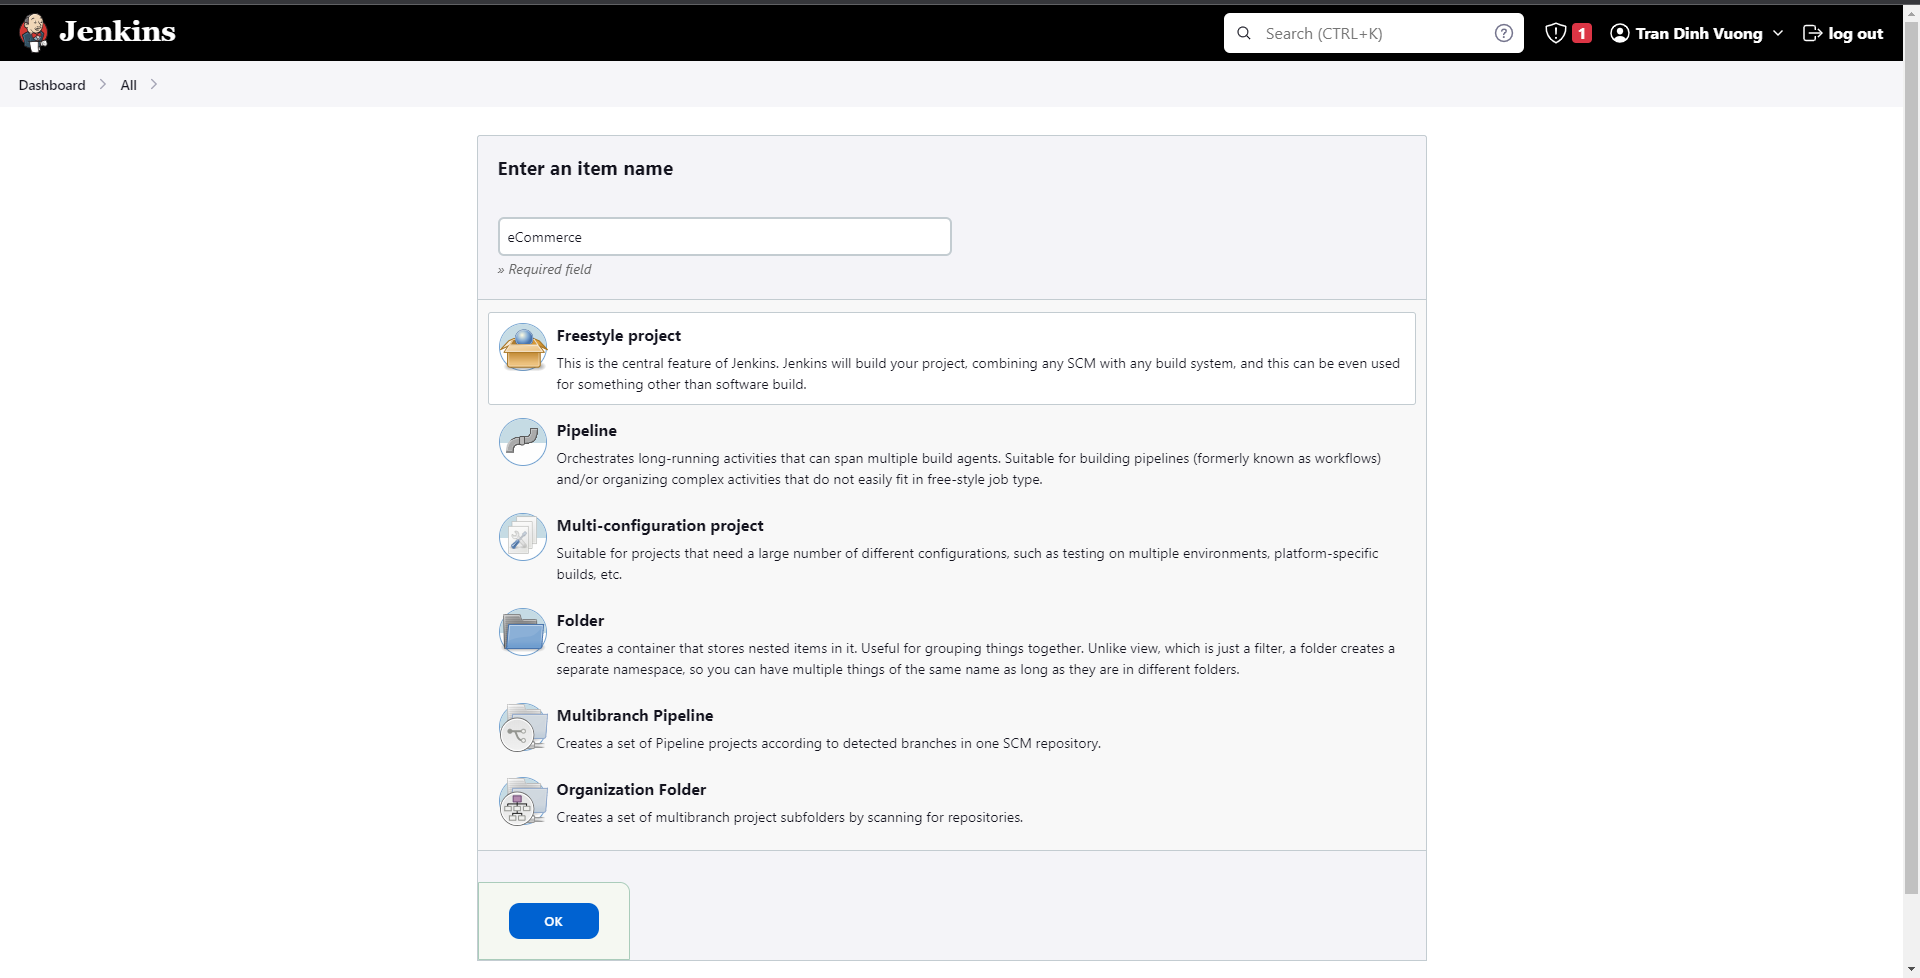 Jenkins
Search (CTRL+K)
1
Tran Dinh Vuong
log out
Dashboard
All
Enter an item name
eCommerce
» Required field
Freestyle project
This is the central feature of Jenkins. Jenkins will build your project, combining any SCM with any build system, and this can be even used
for something other than software build.
Pipeline
Orchestrates long-running activities that can span multiple build agents. Suitable for building pipelines (formerly known as workflows)
and/or organizing complex activities that do not easily fit in free-style job type.
Multi-configuration project
Suitable for projects that need a large number of different configurations, such as testing on multiple environments, platform-specific
builds, etc.
Folder
Creates a container that stores nested items in it. Useful for grouping things together. Unlike view, which is just a filter, a folder creates a
separate namespace, so you can have multiple things of the same name as long as they are in different folders.
Multibranch Pipeline
Creates a set of Pipeline projects according to detected branches in one SCM repository.
Organization Folder
Creates a set of multibranch project subfolders by scanning for repositories.
OK